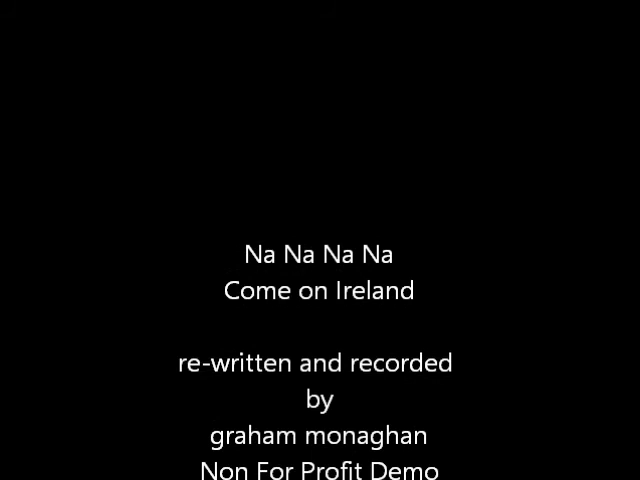 Na Na Na Na
Come on Ireland
re-written and recorded
by
graham monaghan
Non For Profit Demo